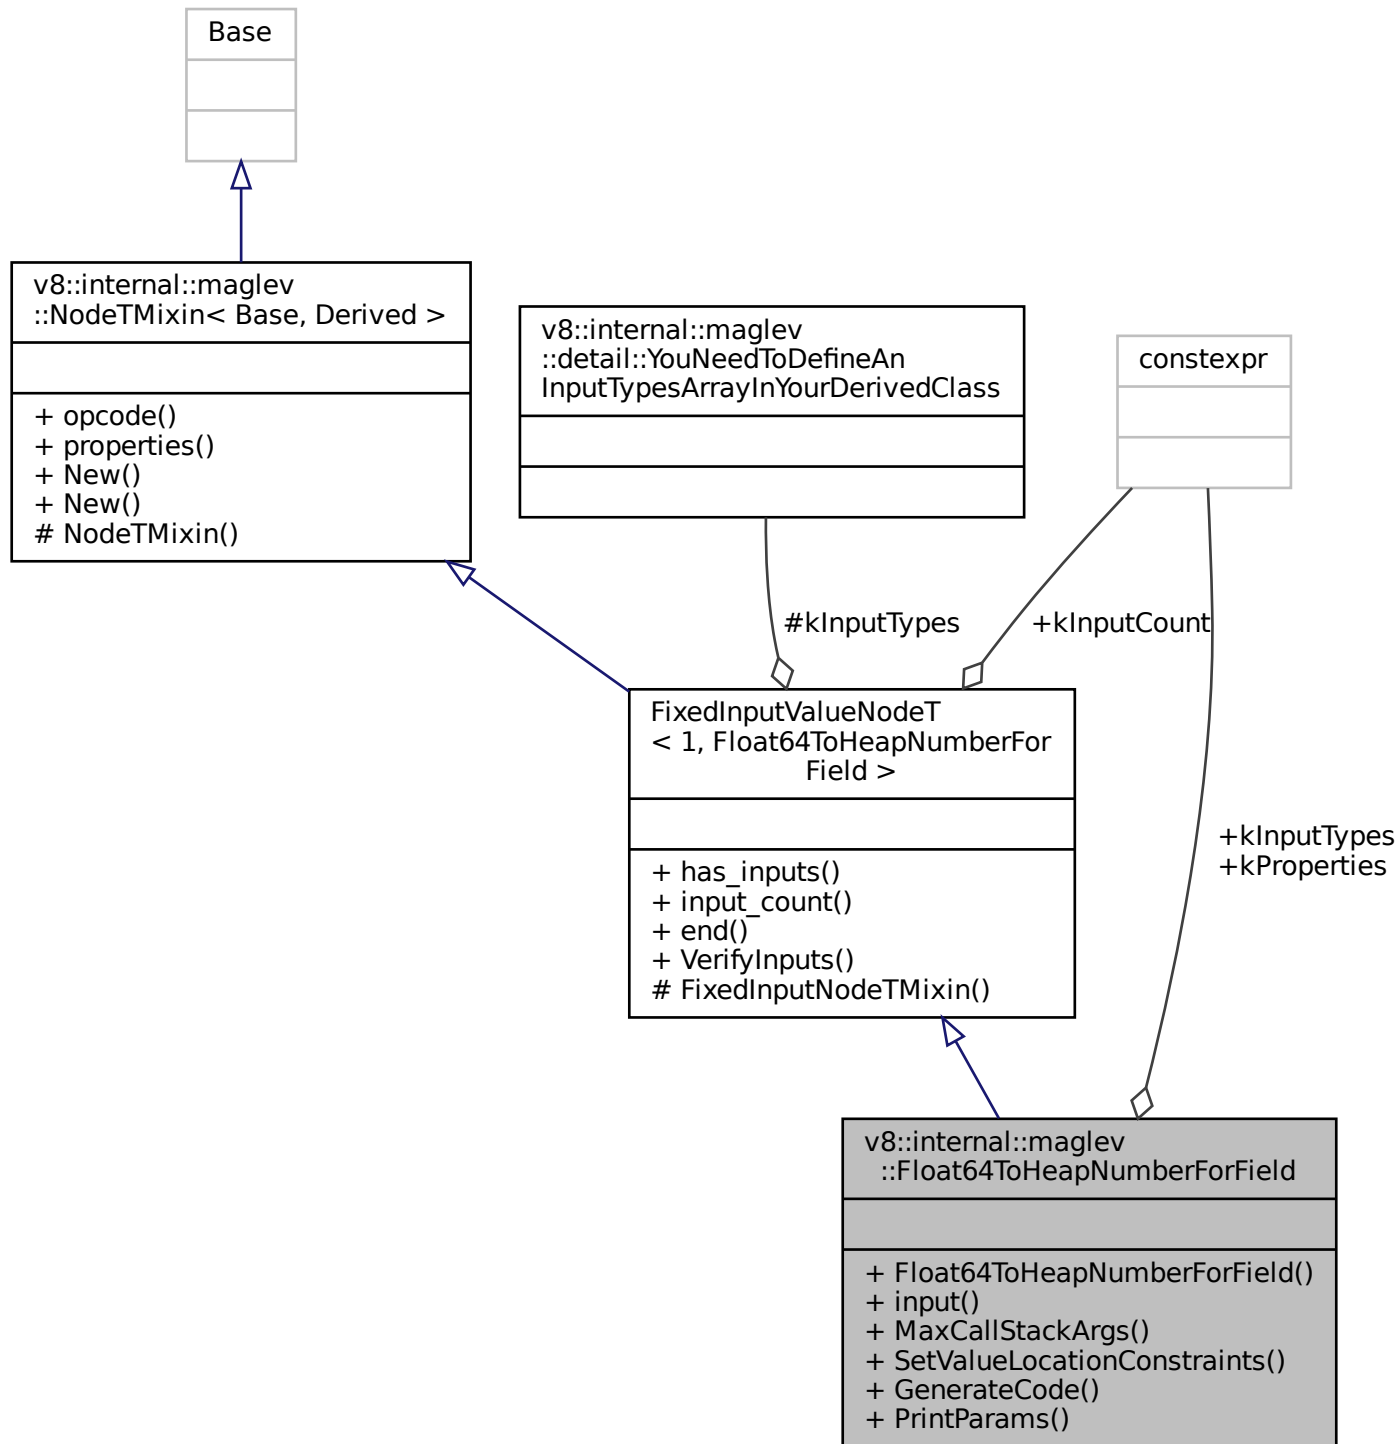 Base
v8::internal::maglev
::NodeTMixin< Base, Derived >
+ opcode()
+ properties()
+ New()
+ New()
# NodeTMixin()
v8::internal::maglev
::detail::YouNeedToDefineAn
InputTypesArrayInYourDerivedClass
constexpr
#kInputTypes
+kInputCount
FixedInputValueNodeT
< 1, Float64ToHeapNumberFor
Field >
+ has_inputs()
+ input_count()
+ end()
+ VerifyInputs()
# FixedInputNodeTMixin()
+kInputTypes
+kProperties
v8::internal::maglev
::Float64ToHeapNumberForField
+ Float64ToHeapNumberForField()
+ input()
+ MaxCallStackArgs()
+ SetValueLocationConstraints()
+ GenerateCode()
+ PrintParams()